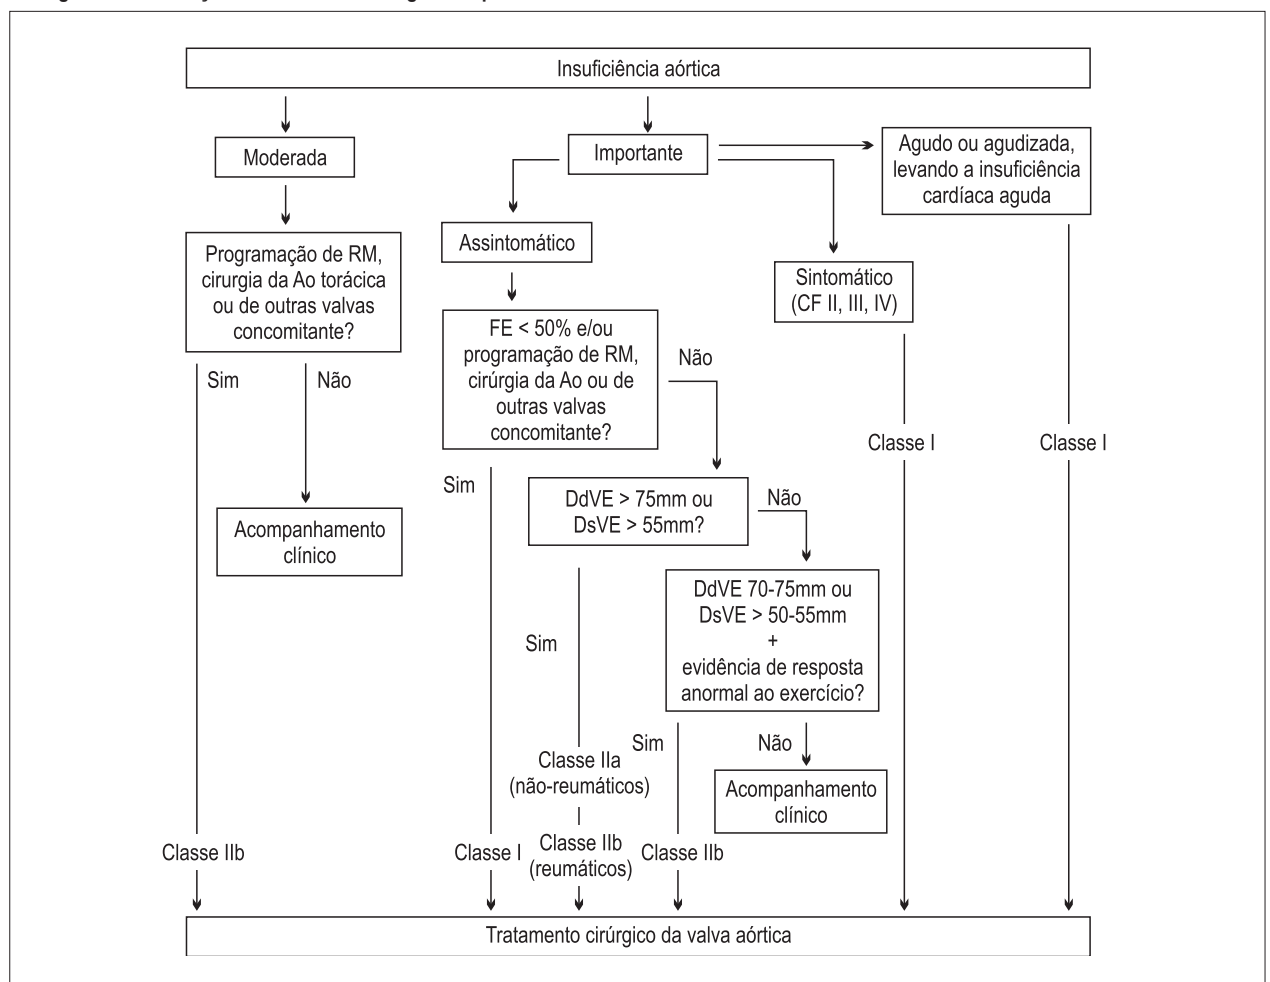 Insuficiência aórtica
Moderada
Importante
Agudo ou agudizada,
levando a insuficiência
cardíaca aguda
Programação de RM,
cirurgia da Ao torácica
ou de outras valvas
concomitante?
Assintomático
Sintomático
(CF II, III, IV)
FE < 50% e/ou
programação de RM,
cirúrgia da Ao ou de
outras valvas
concomitante?
Não
Sim
Não
Classe I
Classe I
Sim
DdVE > 75mm ou
DsVE > 55mm?
Não
Acompanhamento
clínico
DdVE 70-75mm ou
DsVE > 50-55mm
+
evidência de resposta
anormal ao exercício?
Sim
Sim
Não
Classe IIa
(não-reumáticos)
Acompanhamento
clínico
Classe IIb
Classe I
Classe IIb
(reumáticos)
Classe IIb
Tratamento cirúrgico da valva aórtica